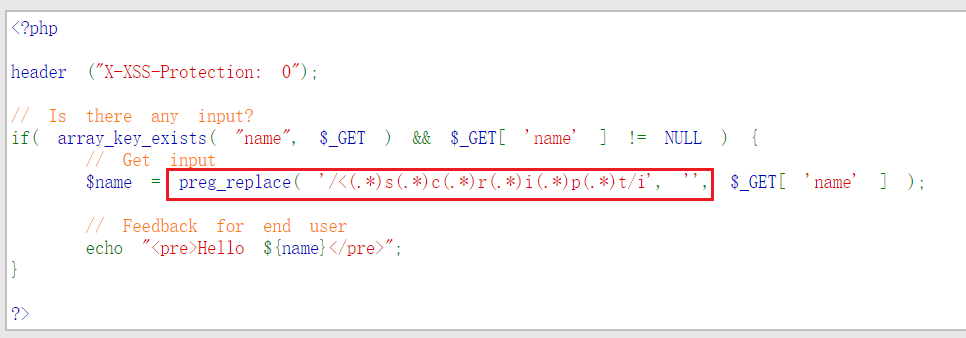 <?php
header ("X-XSS-Protection: 0");
// Is there any input?
if( array_key_exists( "name", $_GET ) && $_GET[ 'name' ] != NULL ) {
// Get input
$name = preg_replace( '/<(.*)s(.*)c(.*)r(.*)i(.*)p(.*)t/i', '', $_GET[ 'name' ] );
// Feedback for end user
echo "<pre>Hello ${name}</pre>";
}
?>